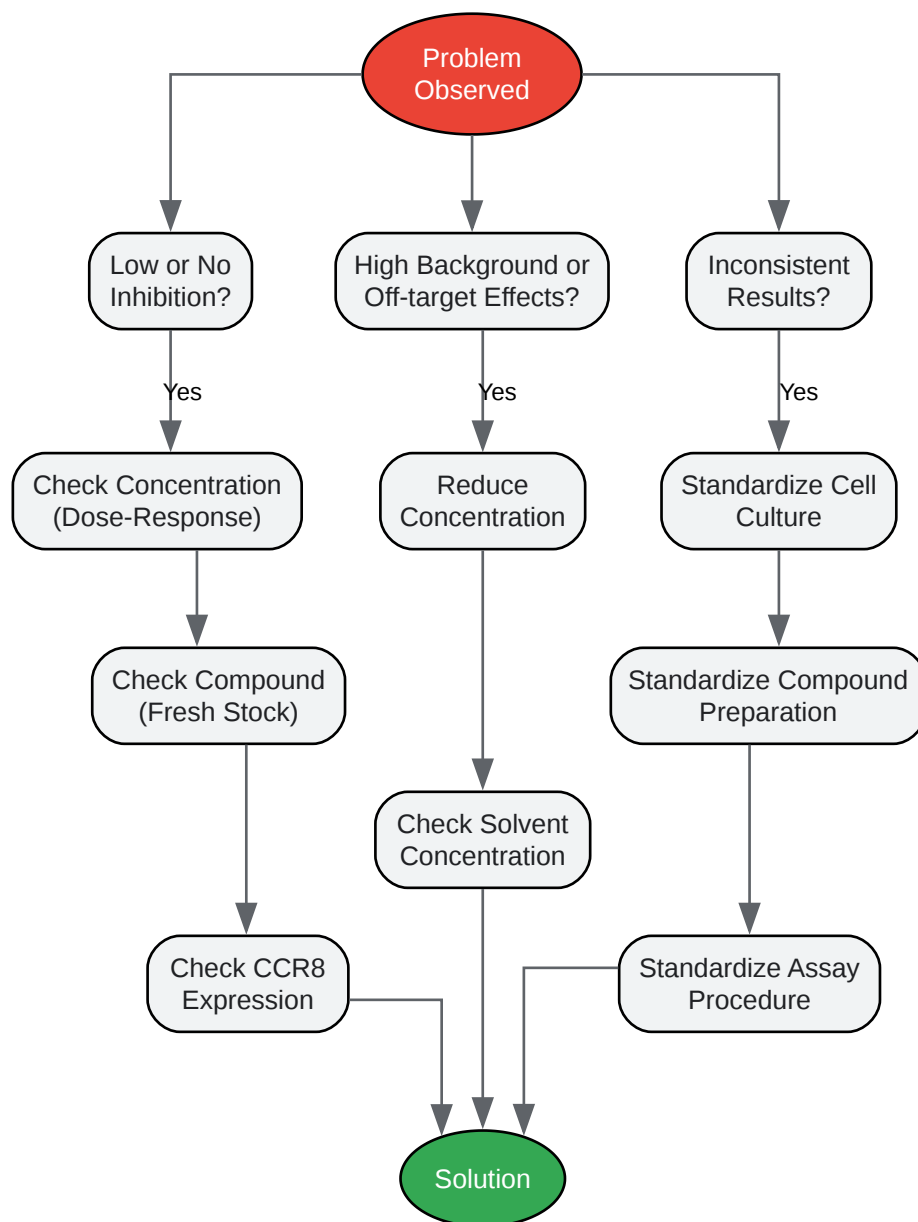 Problem
Observed
Low or No
Inhibition?
High Background or
Off-target Effects?
Inconsistent
Results?
Yes
Yes
Yes
Check Concentration
(Dose-Response)
Reduce
Concentration
Standardize Cell
Culture
Check Compound
(Fresh Stock)
Standardize Compound
Preparation
Check Solvent
Concentration
Check CCR8
Expression
Standardize Assay
Procedure
Solution